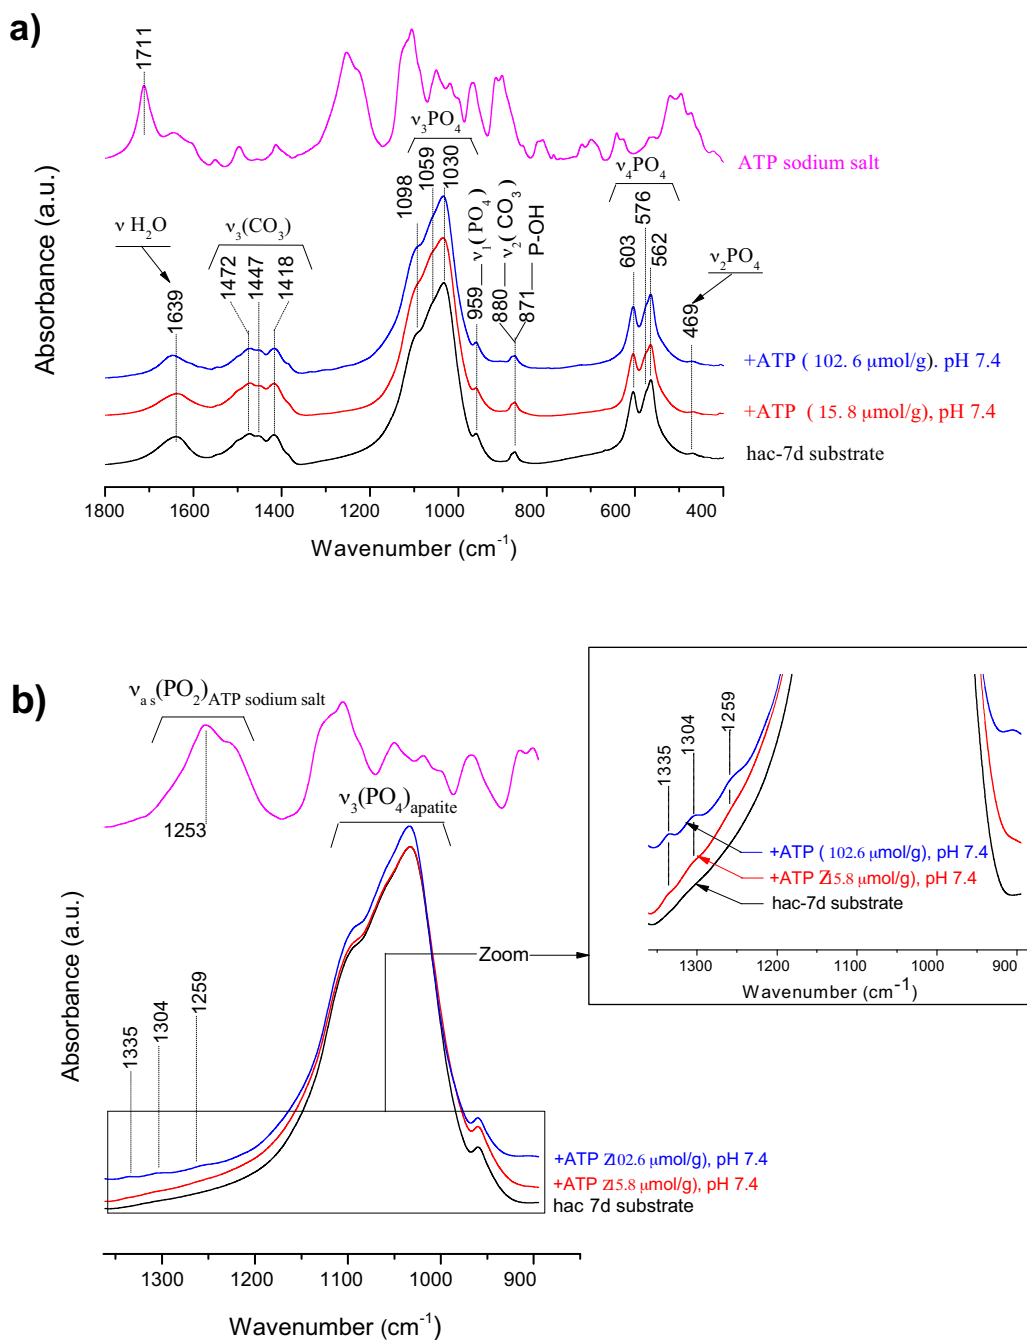 a)
1711
ν₃PO₄
ATP sodium salt
1098
1059
1030
ν₄PO₄
576
603
562
ν H₂O
ν₃(CO₃)
1639
1472
1447
1418
959
ν₁(PO₄)
880
ν₂(CO₃)
871
P-OH
ν₂PO₄
469
+ATP ( 102. 6 μmol/g). pH 7.4
+ATP ( 15. 8 μmol/g), pH 7.4
hac-7d substrate
Absorbance (a.u.)
1800 1600 1400 1200 1000 800 600 400
Wavenumber (cm⁻¹)
b)
νas(PO₂)ATP sodium salt
1253
ν₃(PO₄)apatite
Zoom
1335
1304
1259
+ATP Z102.6 μmol/g), pH 7.4
+ATP Z15.8 μmol/g), pH 7.4
hac 7d substrate
Absorbance (a.u.)
1300 1200 1100 1000 900
Wavenumber (cm⁻¹)
1335
1304
1259
+ATP ( 102.6 μmol/g), pH 7.4
+ATP Z15.8 μmol/g), pH 7.4
hac-7d substrate
1300 1200 1100 1000 900
Wavenumber (cm⁻¹)